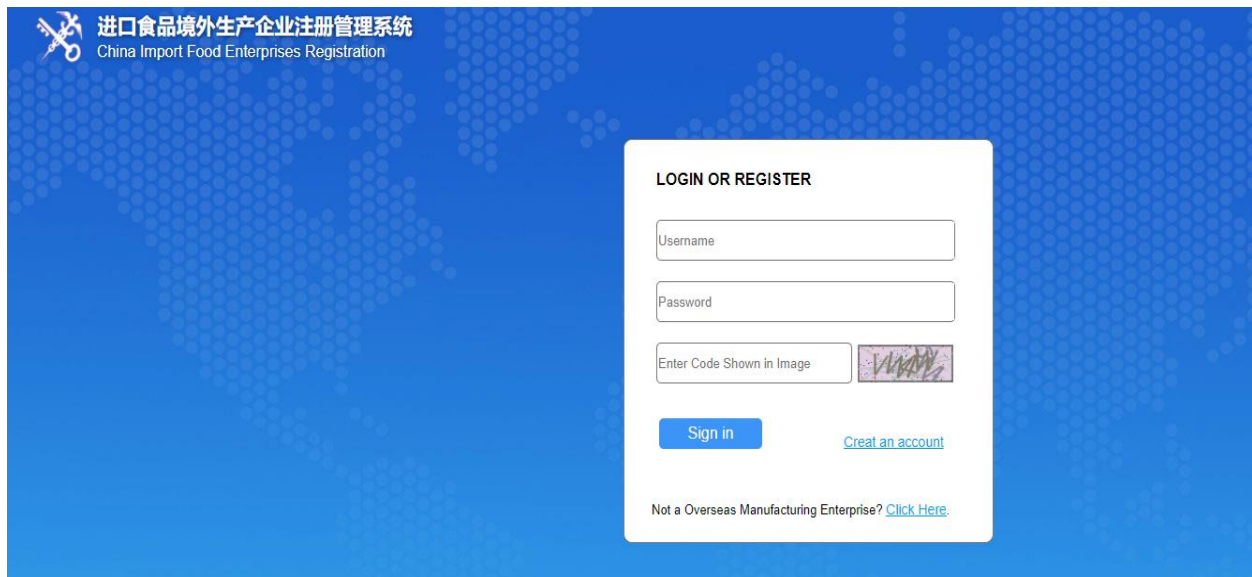 进口食品境外生产企业注册管理系统
China Import Food Enterprises Registration
LOGIN OR REGISTER
Username
Password
Enter Code Shown in Image
Sign in
Creat an account
Not a Overseas Manufacturing Enterprise? Click Here.